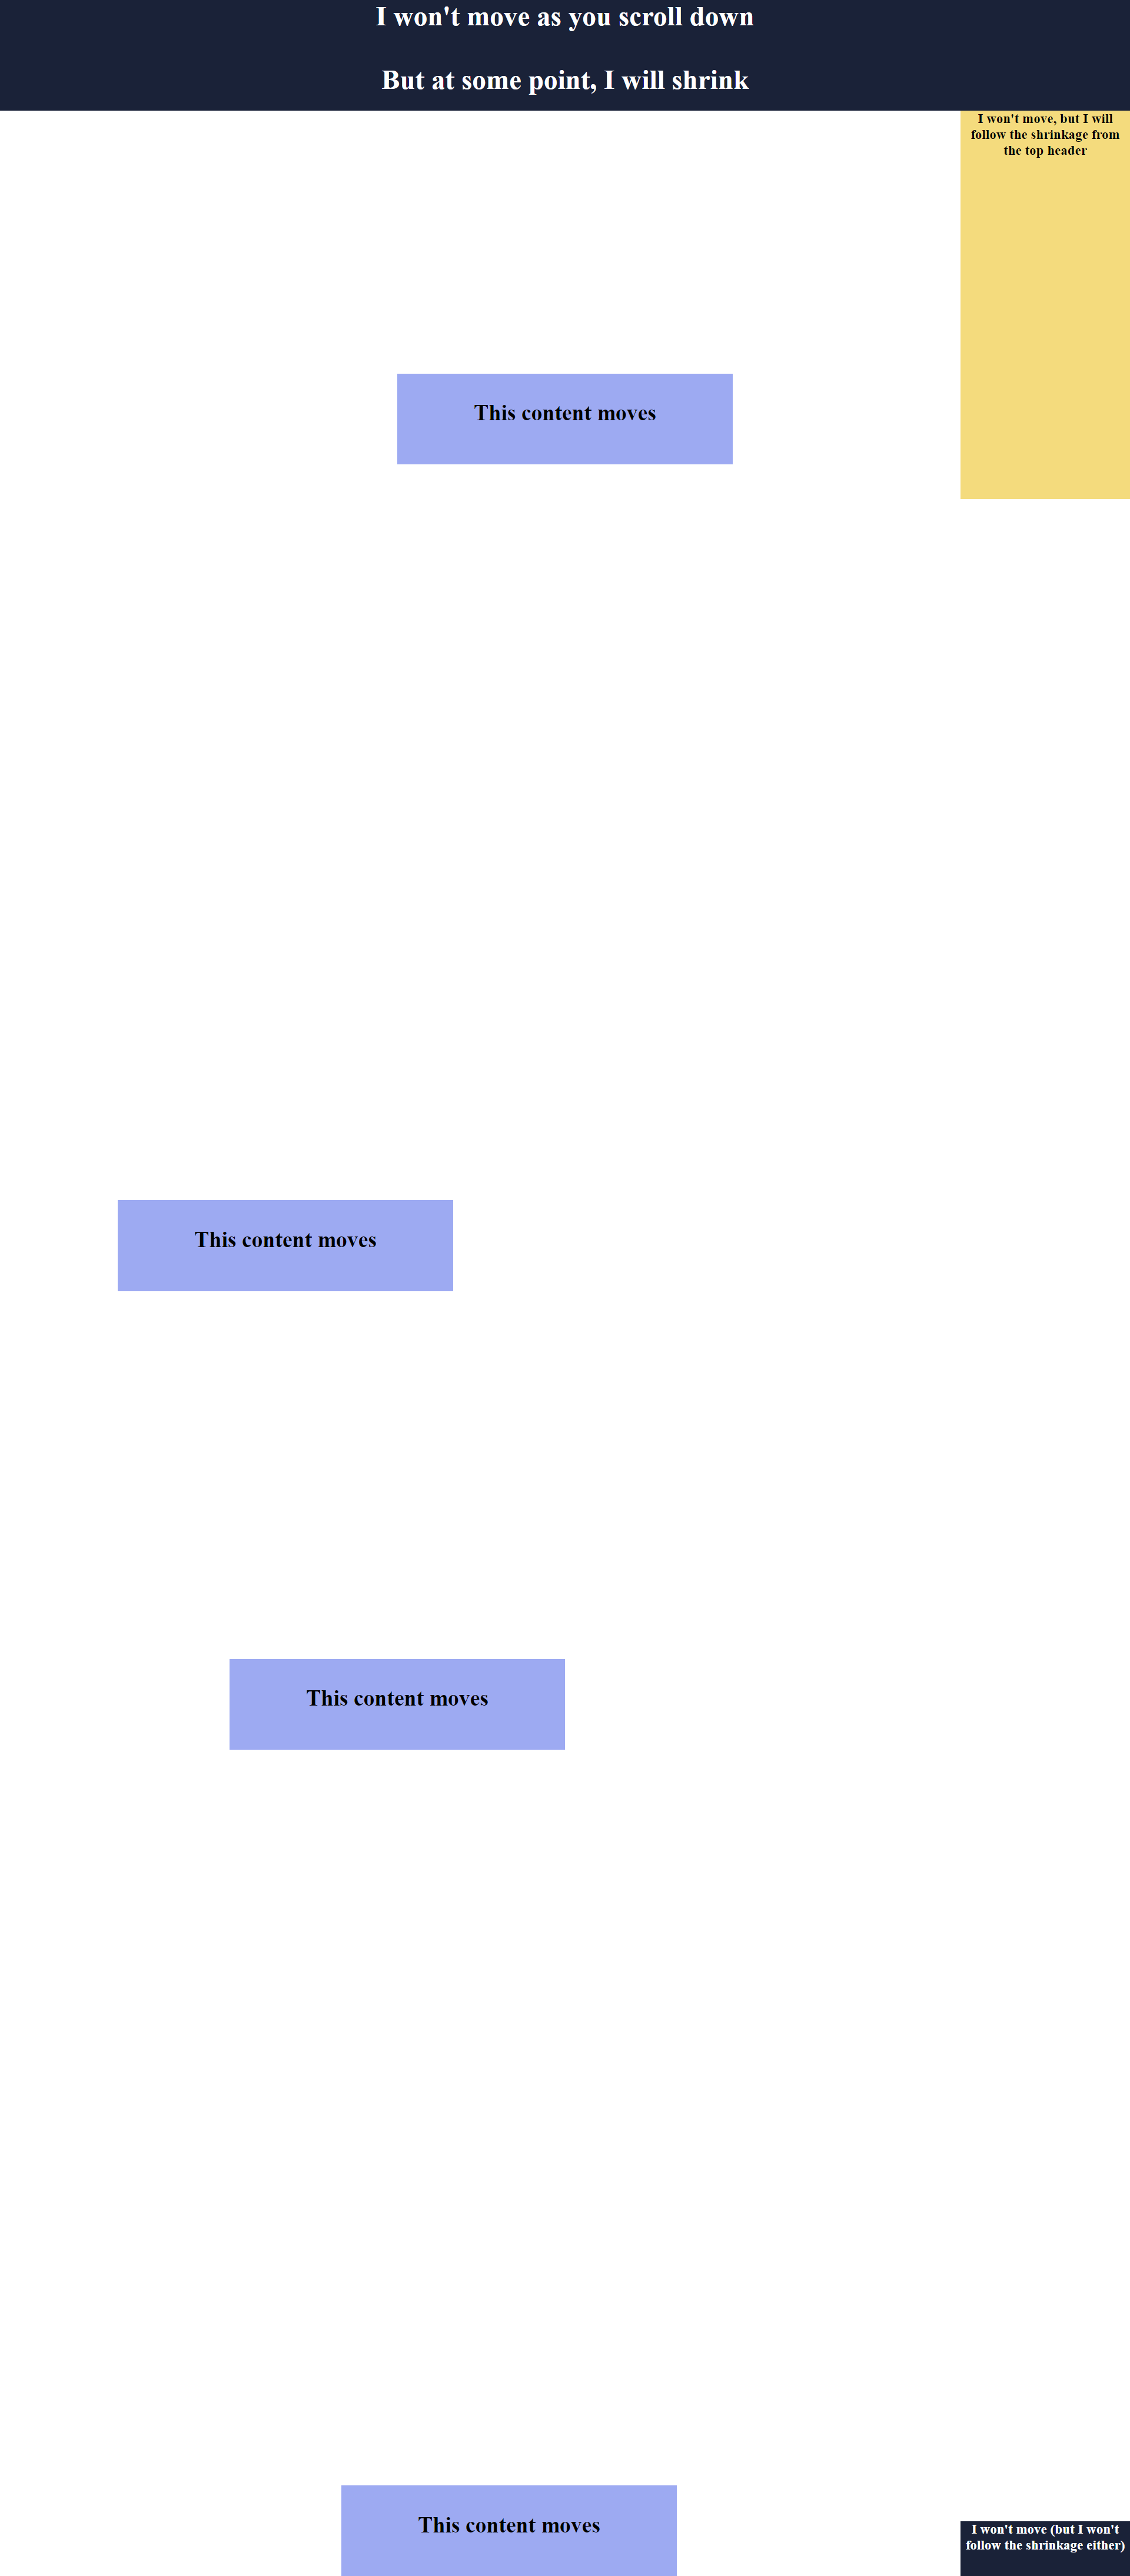 I won't move as you scroll down
But at some point, I will shrink
I won't move, but I will
follow the shrinkage from
the top header
This content moves
This content moves
This content moves
This content moves
I won't move (but I won't
follow the shrinkage either)